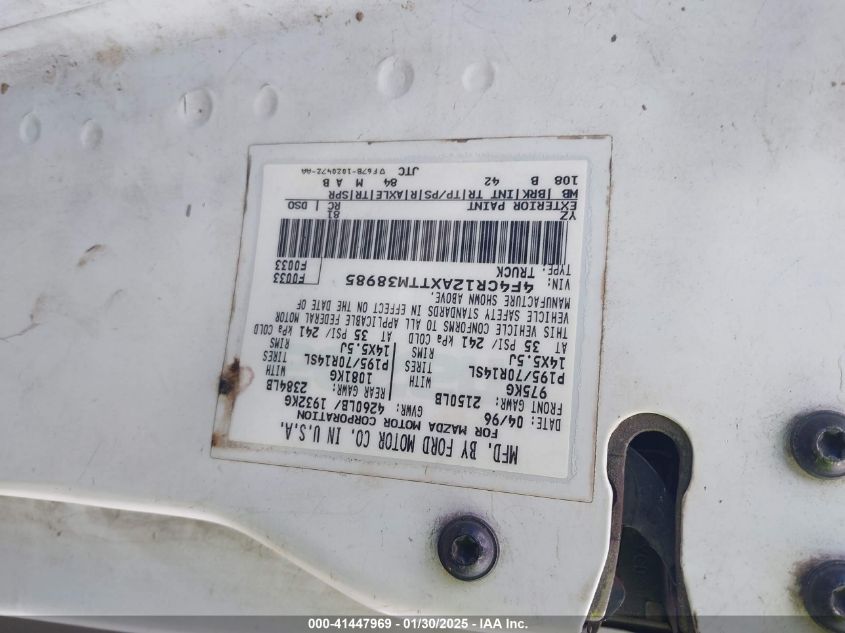 MFD. BY FORD MOTOR CO. IN U.S.A.
FOR MAZDA MOTOR CORPORATION
DATE: 04/96 GVWR: 4260LB/ 1932KG
FRONT GAWR: 2150LB REAR GAWR: 2384LB
975KG WITH 1081KG WITH
P195/70R14SL TIRES P195/70R14SL TIRES
14X5.5J RIMS 14X5.5J RIMS
AT 35 PSI/ 241 kPa COLD AT 35 PSI/ 241 kPa COLD
THIS VEHICLE CONFORMS TO ALL APPLICABLE FEDERAL MOTOR
VEHICLE SAFETY STANDARDS IN EFFECT ON THE DATE OF
MANUFACTURE SHOWN ABOVE.
VIN: 4F4CR12AXTTM38985 F0033
TYPE: TRUCK F0033
YZ 81
EXTERIOR PAINT RC DSO
WB BRK INT TR TP/PS R AXLE TR SPR
108 B 42 84 M A B
JTC F67B-1020472-AA
000-41447969 01/30/2025 - IAA Inc.